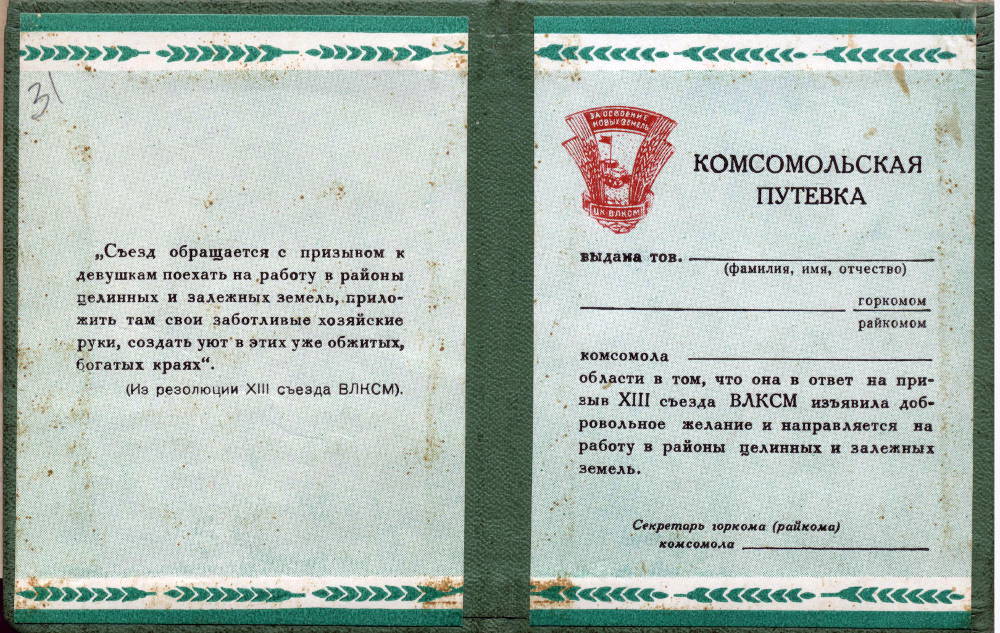 31
„Съезд обращается с призывом к
девушкам поехать на работу в районы
целинных и залежных земель, прило-
жить там свои заботливые хозяйские
руки, создать уют в этих уже обжитых,
богатых краях“.
(Из резолюции XIII съезда ВЛКСМ).
ЗА ОСВОЕНИЕ
НОВЫХ ЗЕМЕЛЬ
ЦК ВЛКСМ
КОМСОМОЛЬСКАЯ
ПУТЕВКА
выдана тов.
(фамилия, имя, отчество)
горкомом
райкомом
комсомола
области в том, что она в ответ на при-
зыв XIII съезда ВЛКСМ изъявила доб-
ровольное желание и направляется на
работу в районы целинных и залежных
земель.
Секретарь горкома (райкома)
комсомола